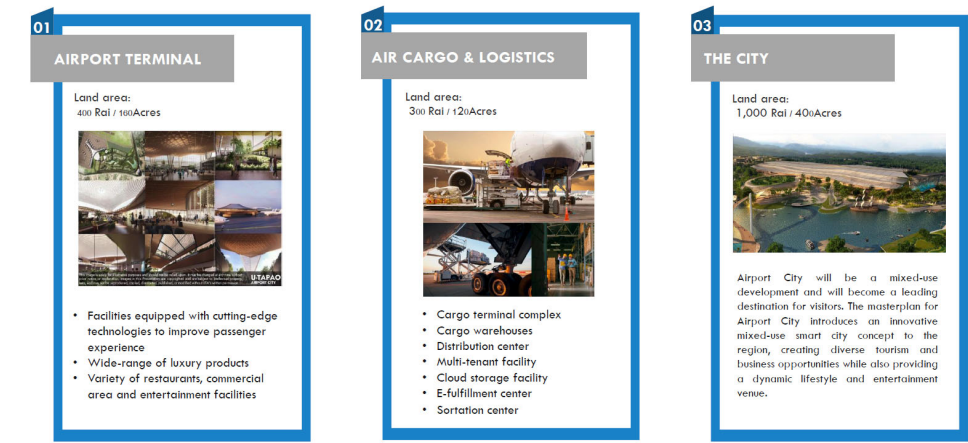 01
AIRPORT TERMINAL
Land area:
400 Rai / 160Acres
U-TAPAO
AIRPORT CITY
• Facilities equipped with cutting-edge
technologies to improve passenger
experience
• Wide-range of luxury products
• Variety of restaurants, commercial
area and entertainment facilities
02
AIR CARGO & LOGISTICS
Land area:
300 Rai / 120Acres
• Cargo terminal complex
• Cargo warehouses
• Distribution center
• Multi-tenant facility
• Cloud storage facility
• E-fulfillment center
• Sortation center
03
THE CITY
Land area:
1,000 Rai / 400Acres
Airport City will be a mixed-use
development and will become a leading
destination for visitors. The masterplan for
Airport City introduces an innovative
mixed-use smart city concept to the
region, creating diverse tourism and
business opportunities while also providing
a dynamic lifestyle and entertainment
venue.